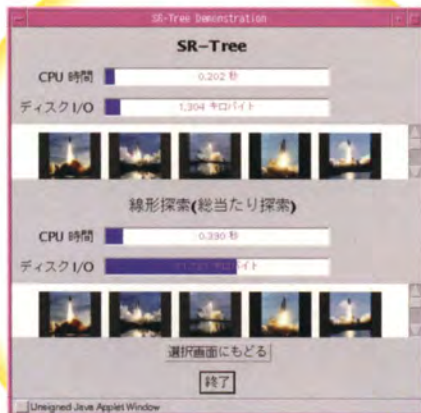 SR-Tree Demonstration
SR-Tree
CPU 時間
0.202 秒
ディスク I/O
1,304 キロバイト
線形探索(総当たり探索)
CPU 時間
0.390 秒
ディスク I/O
キロバイト
選択画面にもどる
終了
Unsigned Java Applet Window